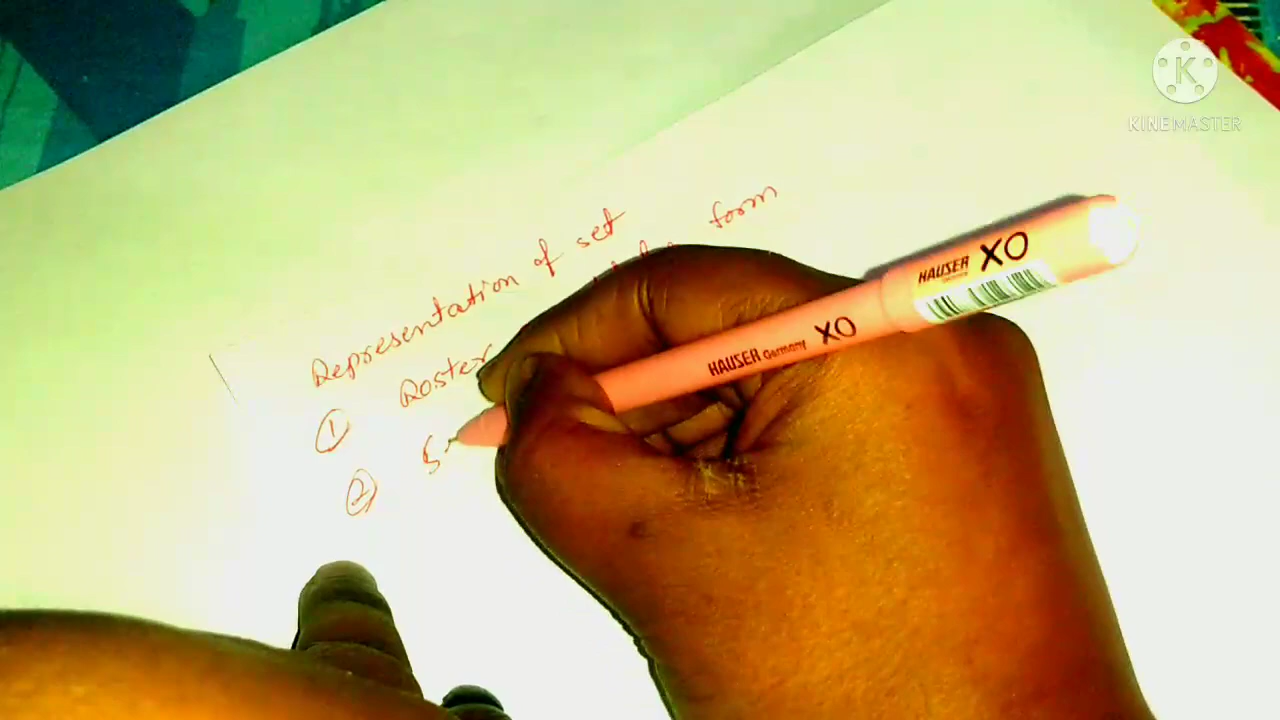 Representation of set
① Roster form
②
HAUSER Germany XO
HAUSER XO
K
KINEMASTER